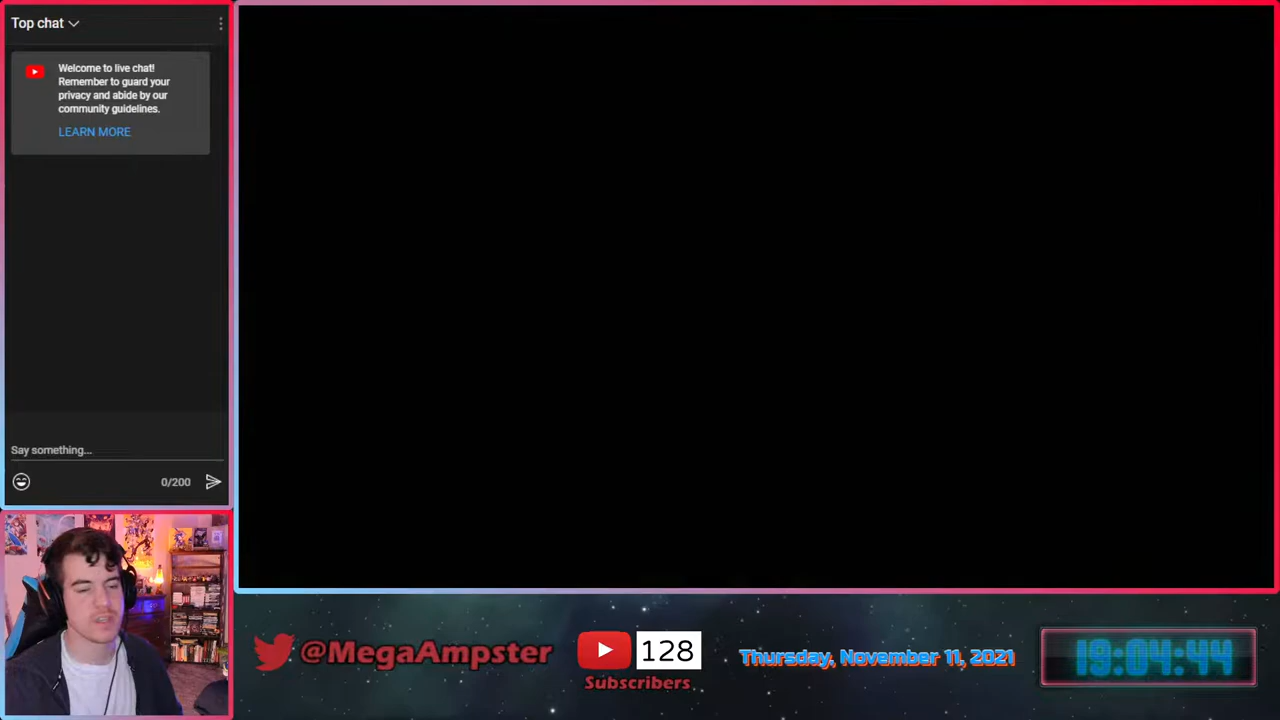 Top chat
Welcome to live chat!
Remember to guard your
privacy and abide by our
community guidelines.
LEARN MORE
Say something...
0/200
@MegaAmpster
128
Subscribers
Thursday, November 11, 2021
19:04:44